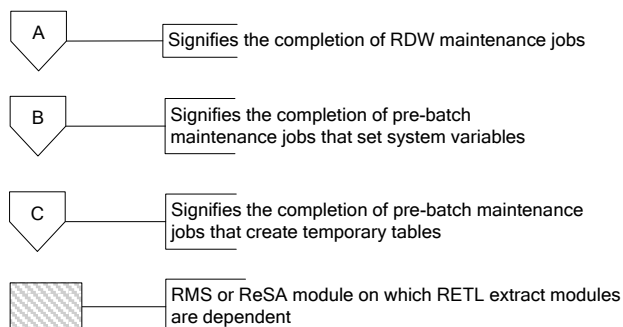 A
Signifies the completion of RDW maintenance jobs
B
Signifies the completion of pre-batch
maintenance jobs that set system variables
C
Signifies the completion of pre-batch maintenance
jobs that create temporary tables
RMS or ReSA module on which RETL extract modules
are dependent